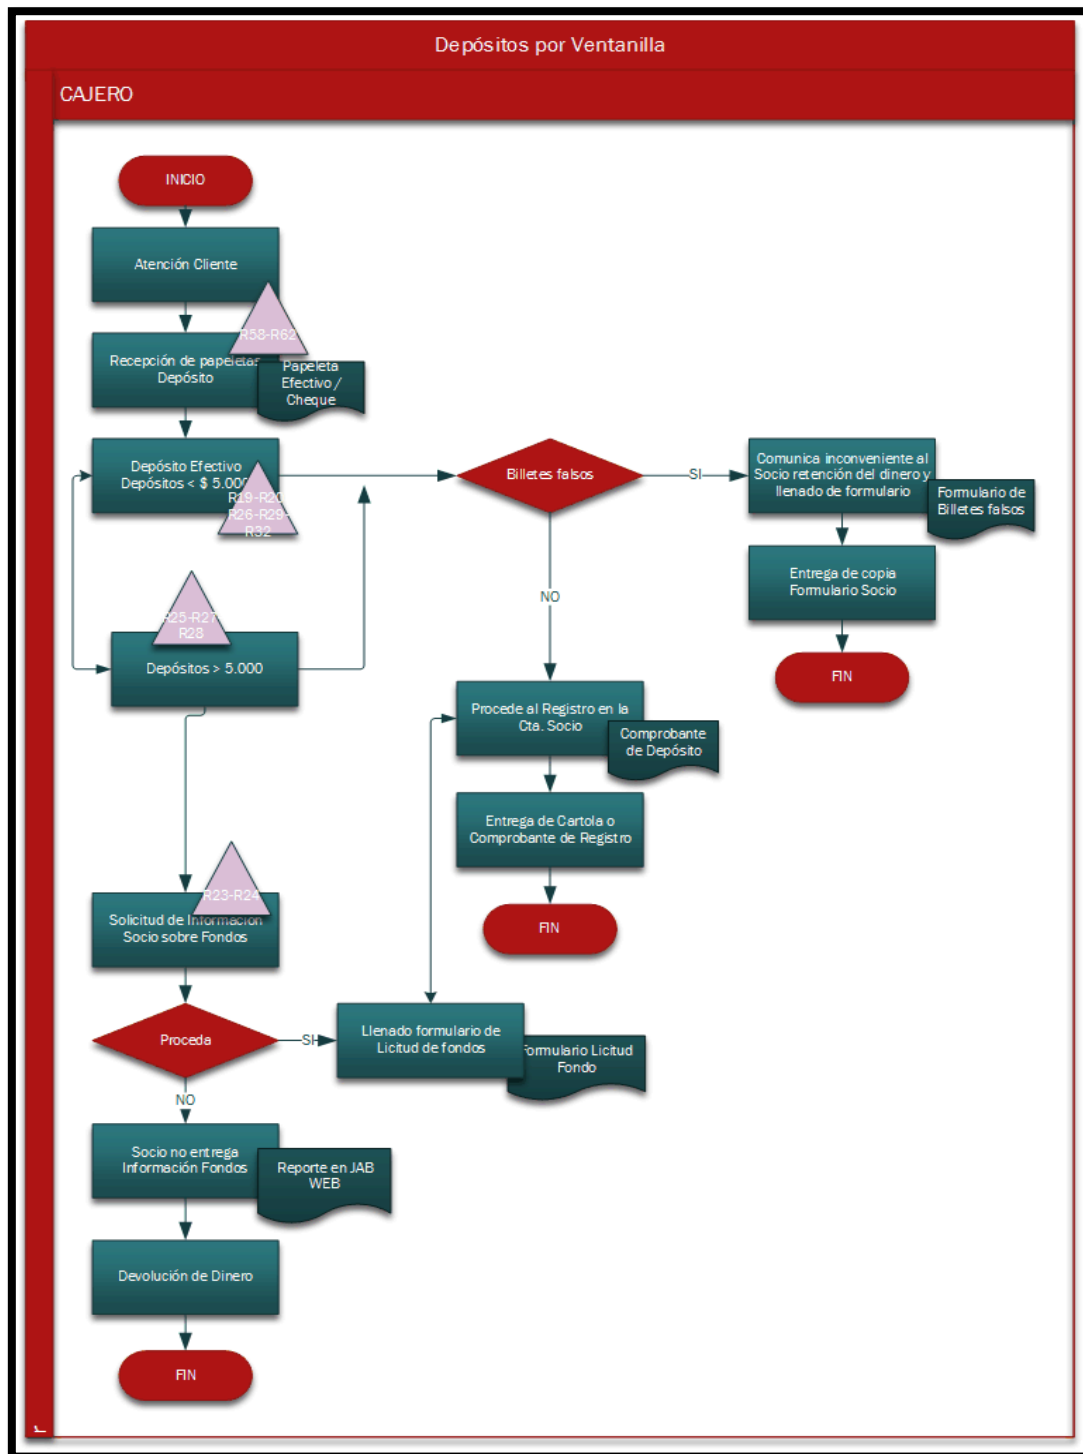 Depósitos por Ventanilla
CAJERO
INICIO
Atención Cliente
R58-R62
Recepción de papeletas
Depósito
Papeleta
Efectivo /
Cheque
Depósito Efectivo
Depósitos < $ 5.000
R19-R20-
R26-R29-
R32
Billetes falsos
SI
Comunica inconveniente al
Socio retención del dinero y
llenado de formulario
Formulario de
Billetes falsos
Entrega de copia
Formulario Socio
FIN
NO
R25-R27-
R28
Depósitos > 5.000
Procede al Registro en la
Cta. Socio
Comprobante
de Depósito
Entrega de Cartola o
Comprobante de Registro
FIN
R23-R24
Solicitud de Información
Socio sobre Fondos
Proceda
SI
Llenado formulario de
Licitud de fondos
Formulario Licitud
Fondo
NO
Socio no entrega
Información Fondos
Reporte en JAB
WEB
Devolución de Dinero
FIN